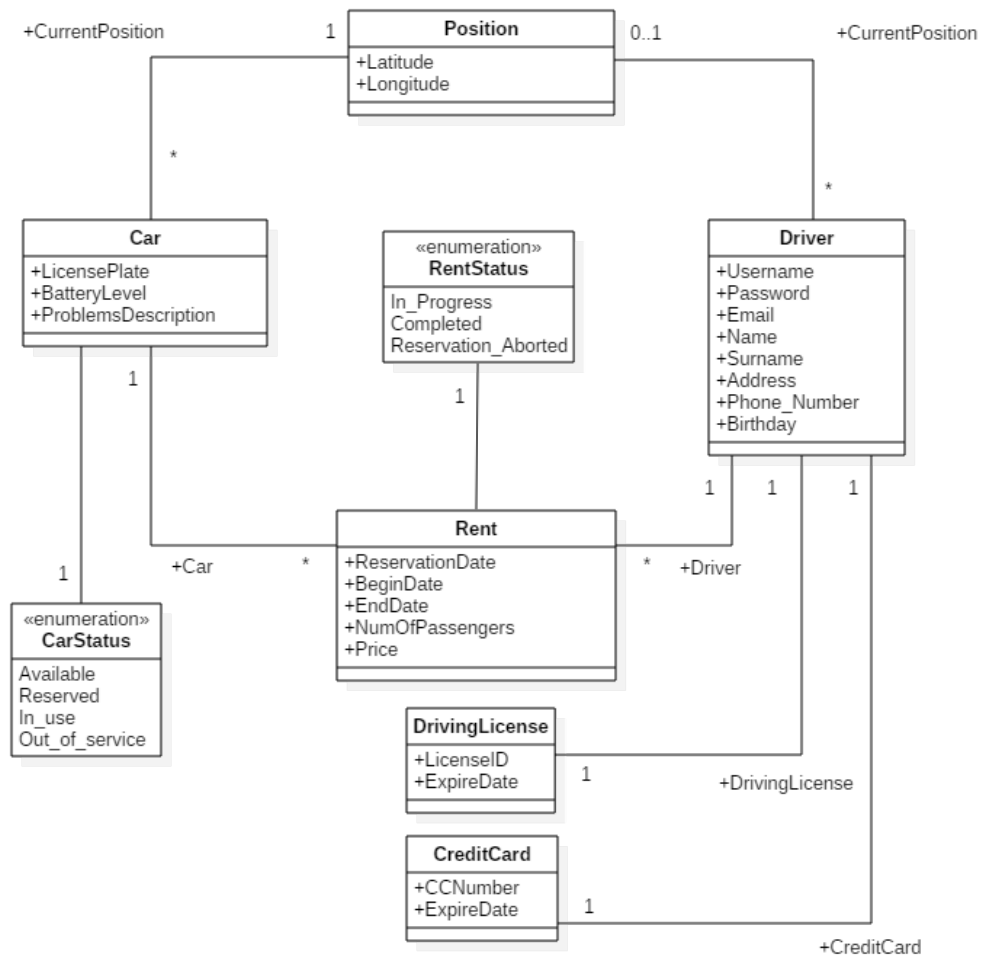 +CurrentPosition
1
Position
0..1
+CurrentPosition
+Latitude
+Longitude
*
*
Car
+LicensePlate
+BatteryLevel
+ProblemsDescription
«enumeration»
RentStatus
In_Progress
Completed
Reservation_Aborted
Driver
+Username
+Password
+Email
+Name
+Surname
+Address
+Phone_Number
+Birthday
1
1
1
1
1
Rent
+ReservationDate
+BeginDate
+EndDate
+NumOfPassengers
+Price
+Car
*
*
+Driver
1
«enumeration»
CarStatus
Available
Reserved
In_use
Out_of_service
DrivingLicense
+LicenseID
+ExpireDate
1
+DrivingLicense
CreditCard
+CCNumber
+ExpireDate
1
+CreditCard